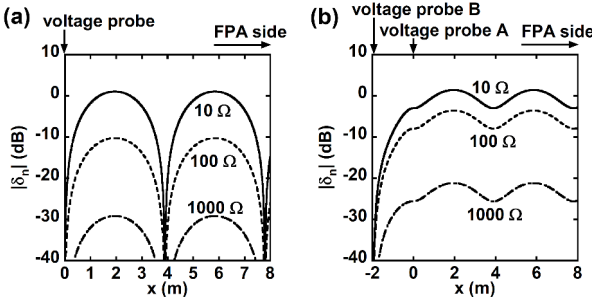 (a)
voltage probe
FPA side
10
0
-10
-20
-30
-40
|δn| (dB)
10 Ω
100 Ω
1000 Ω
0 1 2 3 4 5 6 7 8
x (m)
(b)
voltage probe B
voltage probe A
FPA side
10
0
-10
-20
-30
-40
|δn| (dB)
10 Ω
100 Ω
1000 Ω
-2 0 2 4 6 8
x (m)